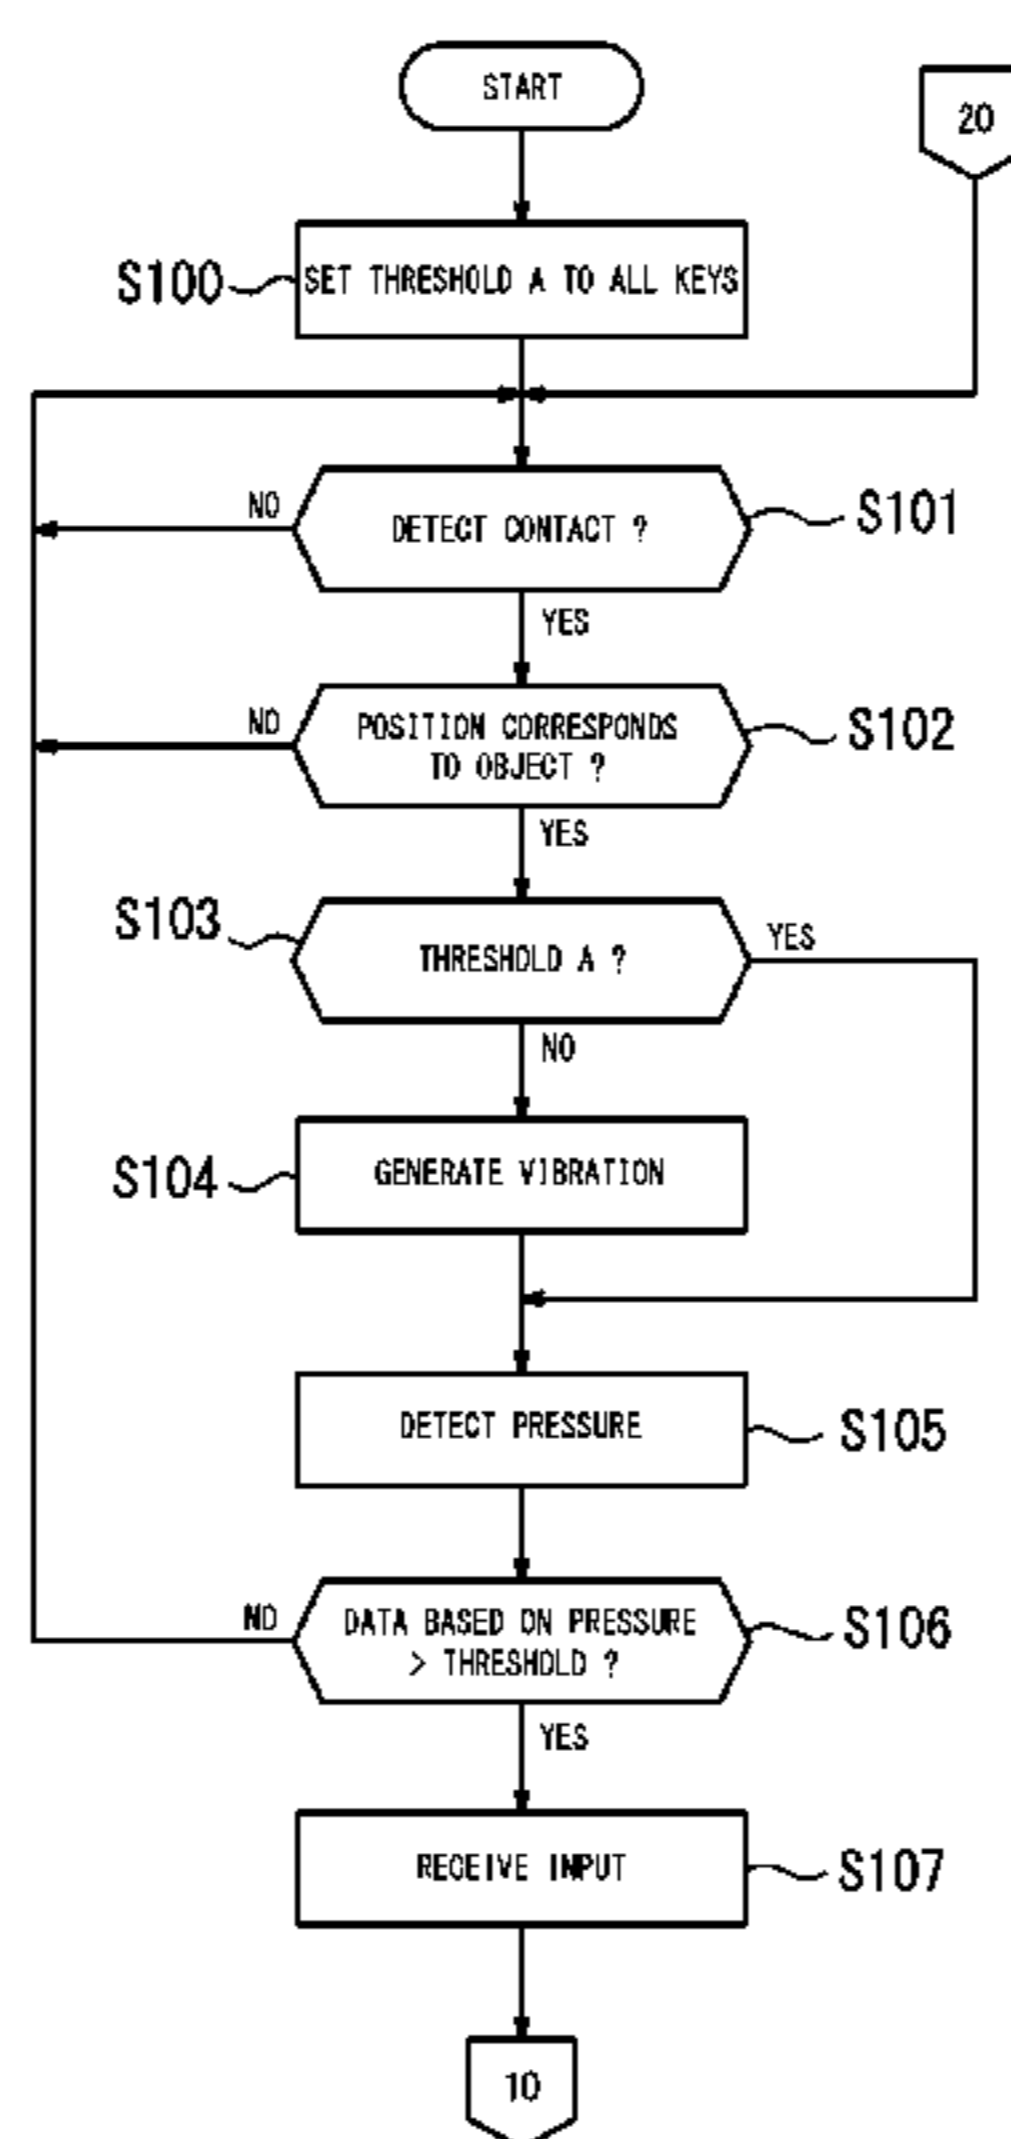 START
20
S100
SET THRESHOLD A TO ALL KEYS
NO
DETECT CONTACT ?
S101
YES
NO
POSITION CORRESPONDS
TO OBJECT ?
S102
YES
S103
THRESHOLD A ?
YES
NO
S104
GENERATE VIBRATION
DETECT PRESSURE
S105
NO
DATA BASED ON PRESSURE
> THRESHOLD ?
S106
YES
RECEIVE INPUT
S107
10